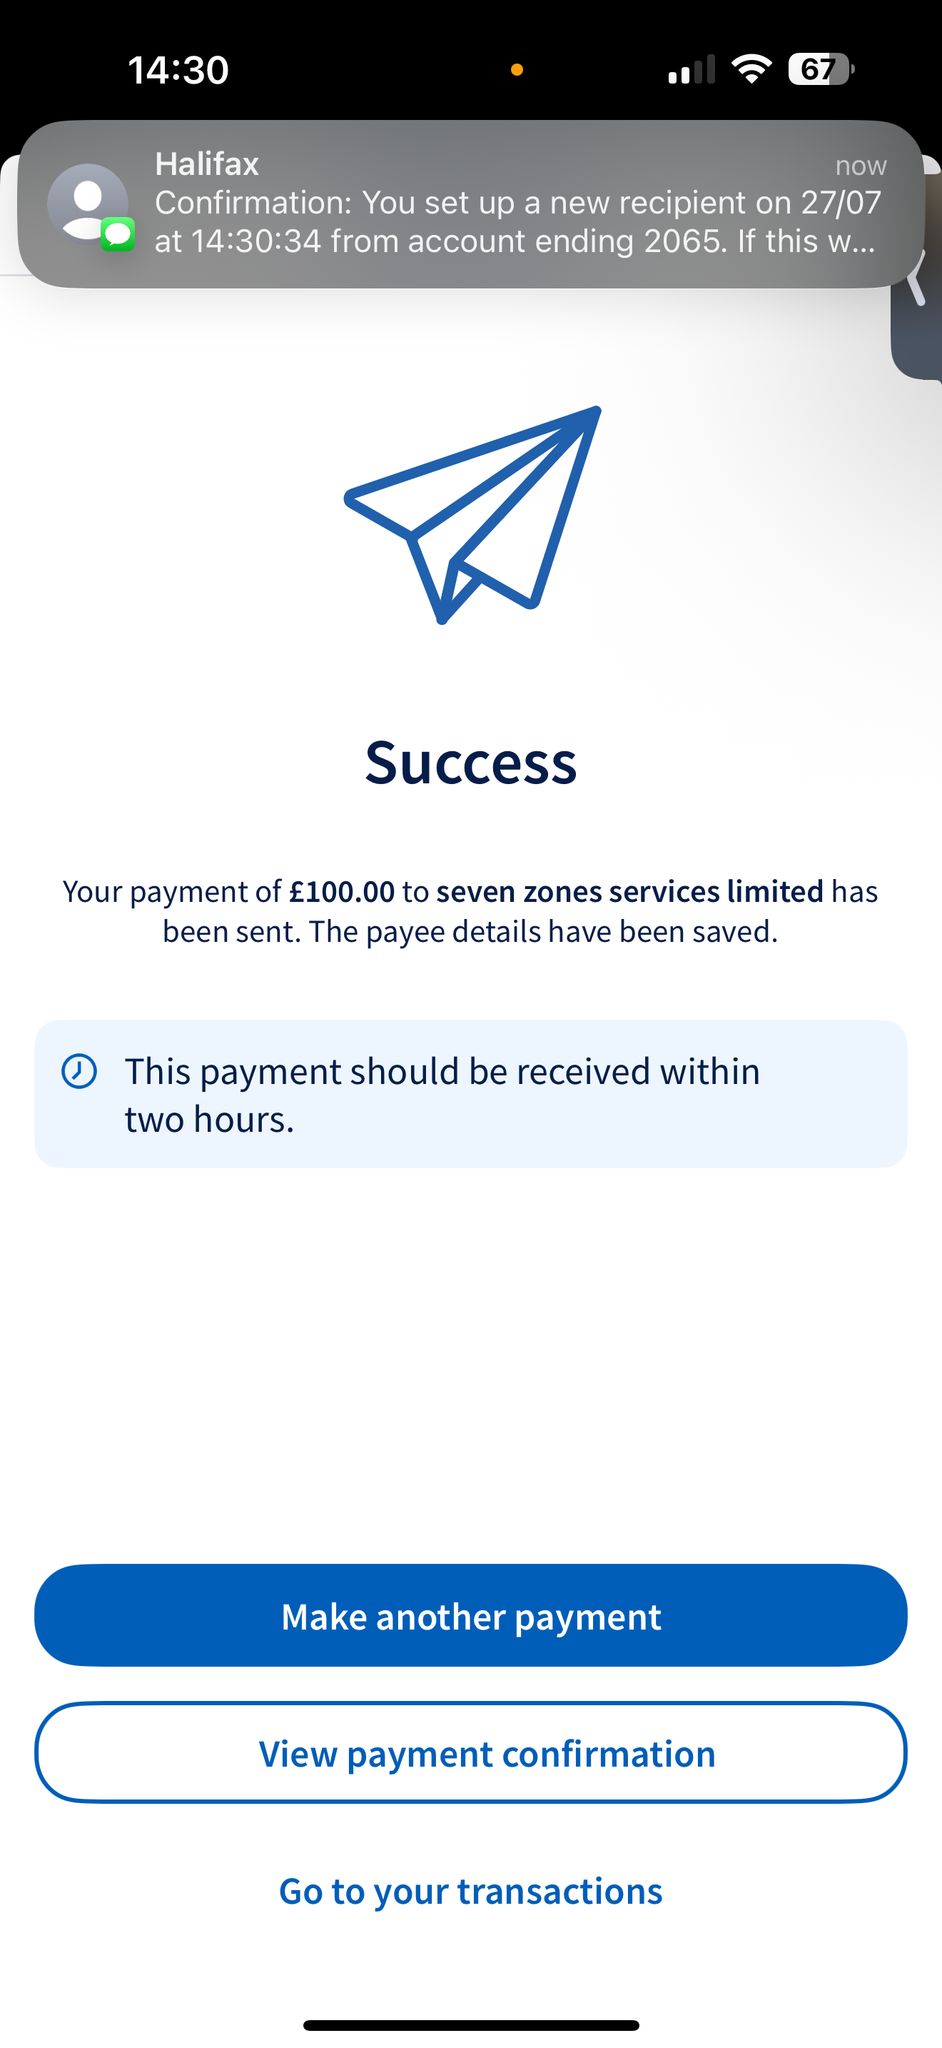 14:30
67
Halifax
now
Confirmation: You set up a new recipient on 27/07
at 14:30:34 from account ending 2065. If this w...
Success
Your payment of £100.00 to seven zones services limited has
been sent. The payee details have been saved.
This payment should be received within
two hours.
Make another payment
View payment confirmation
Go to your transactions